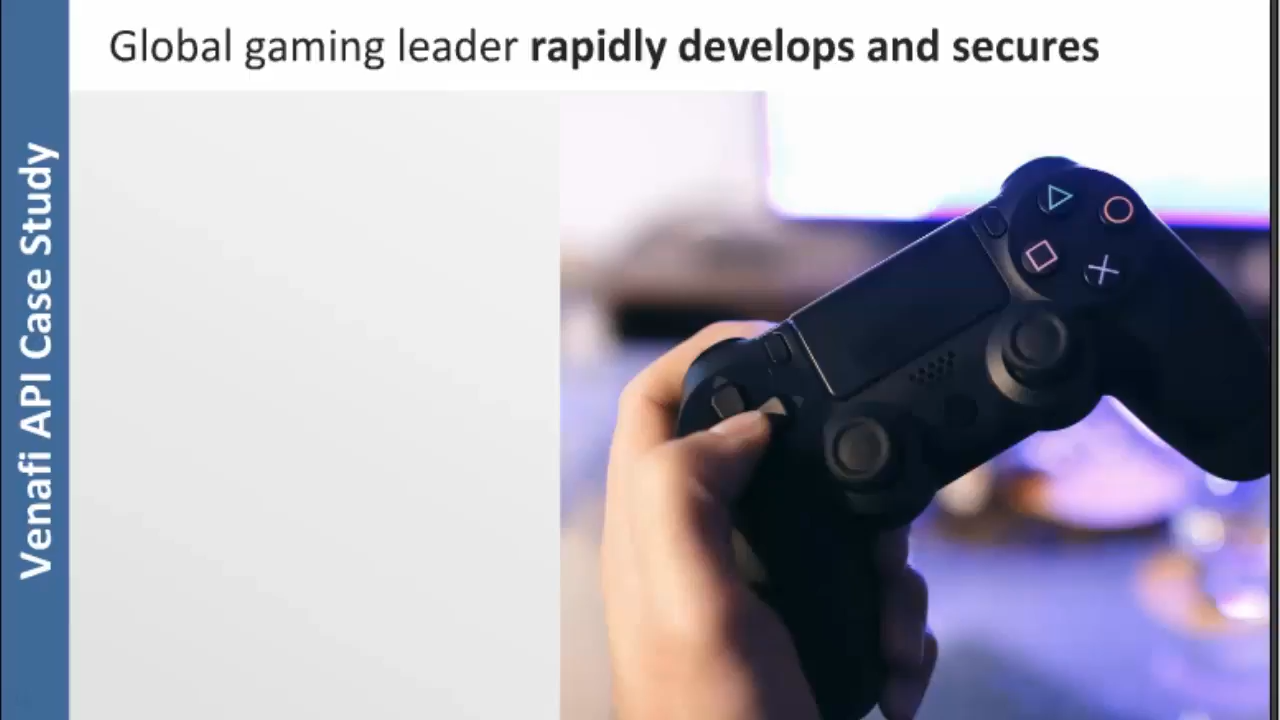 Global gaming leader rapidly develops and secures
Venafi API Case Study